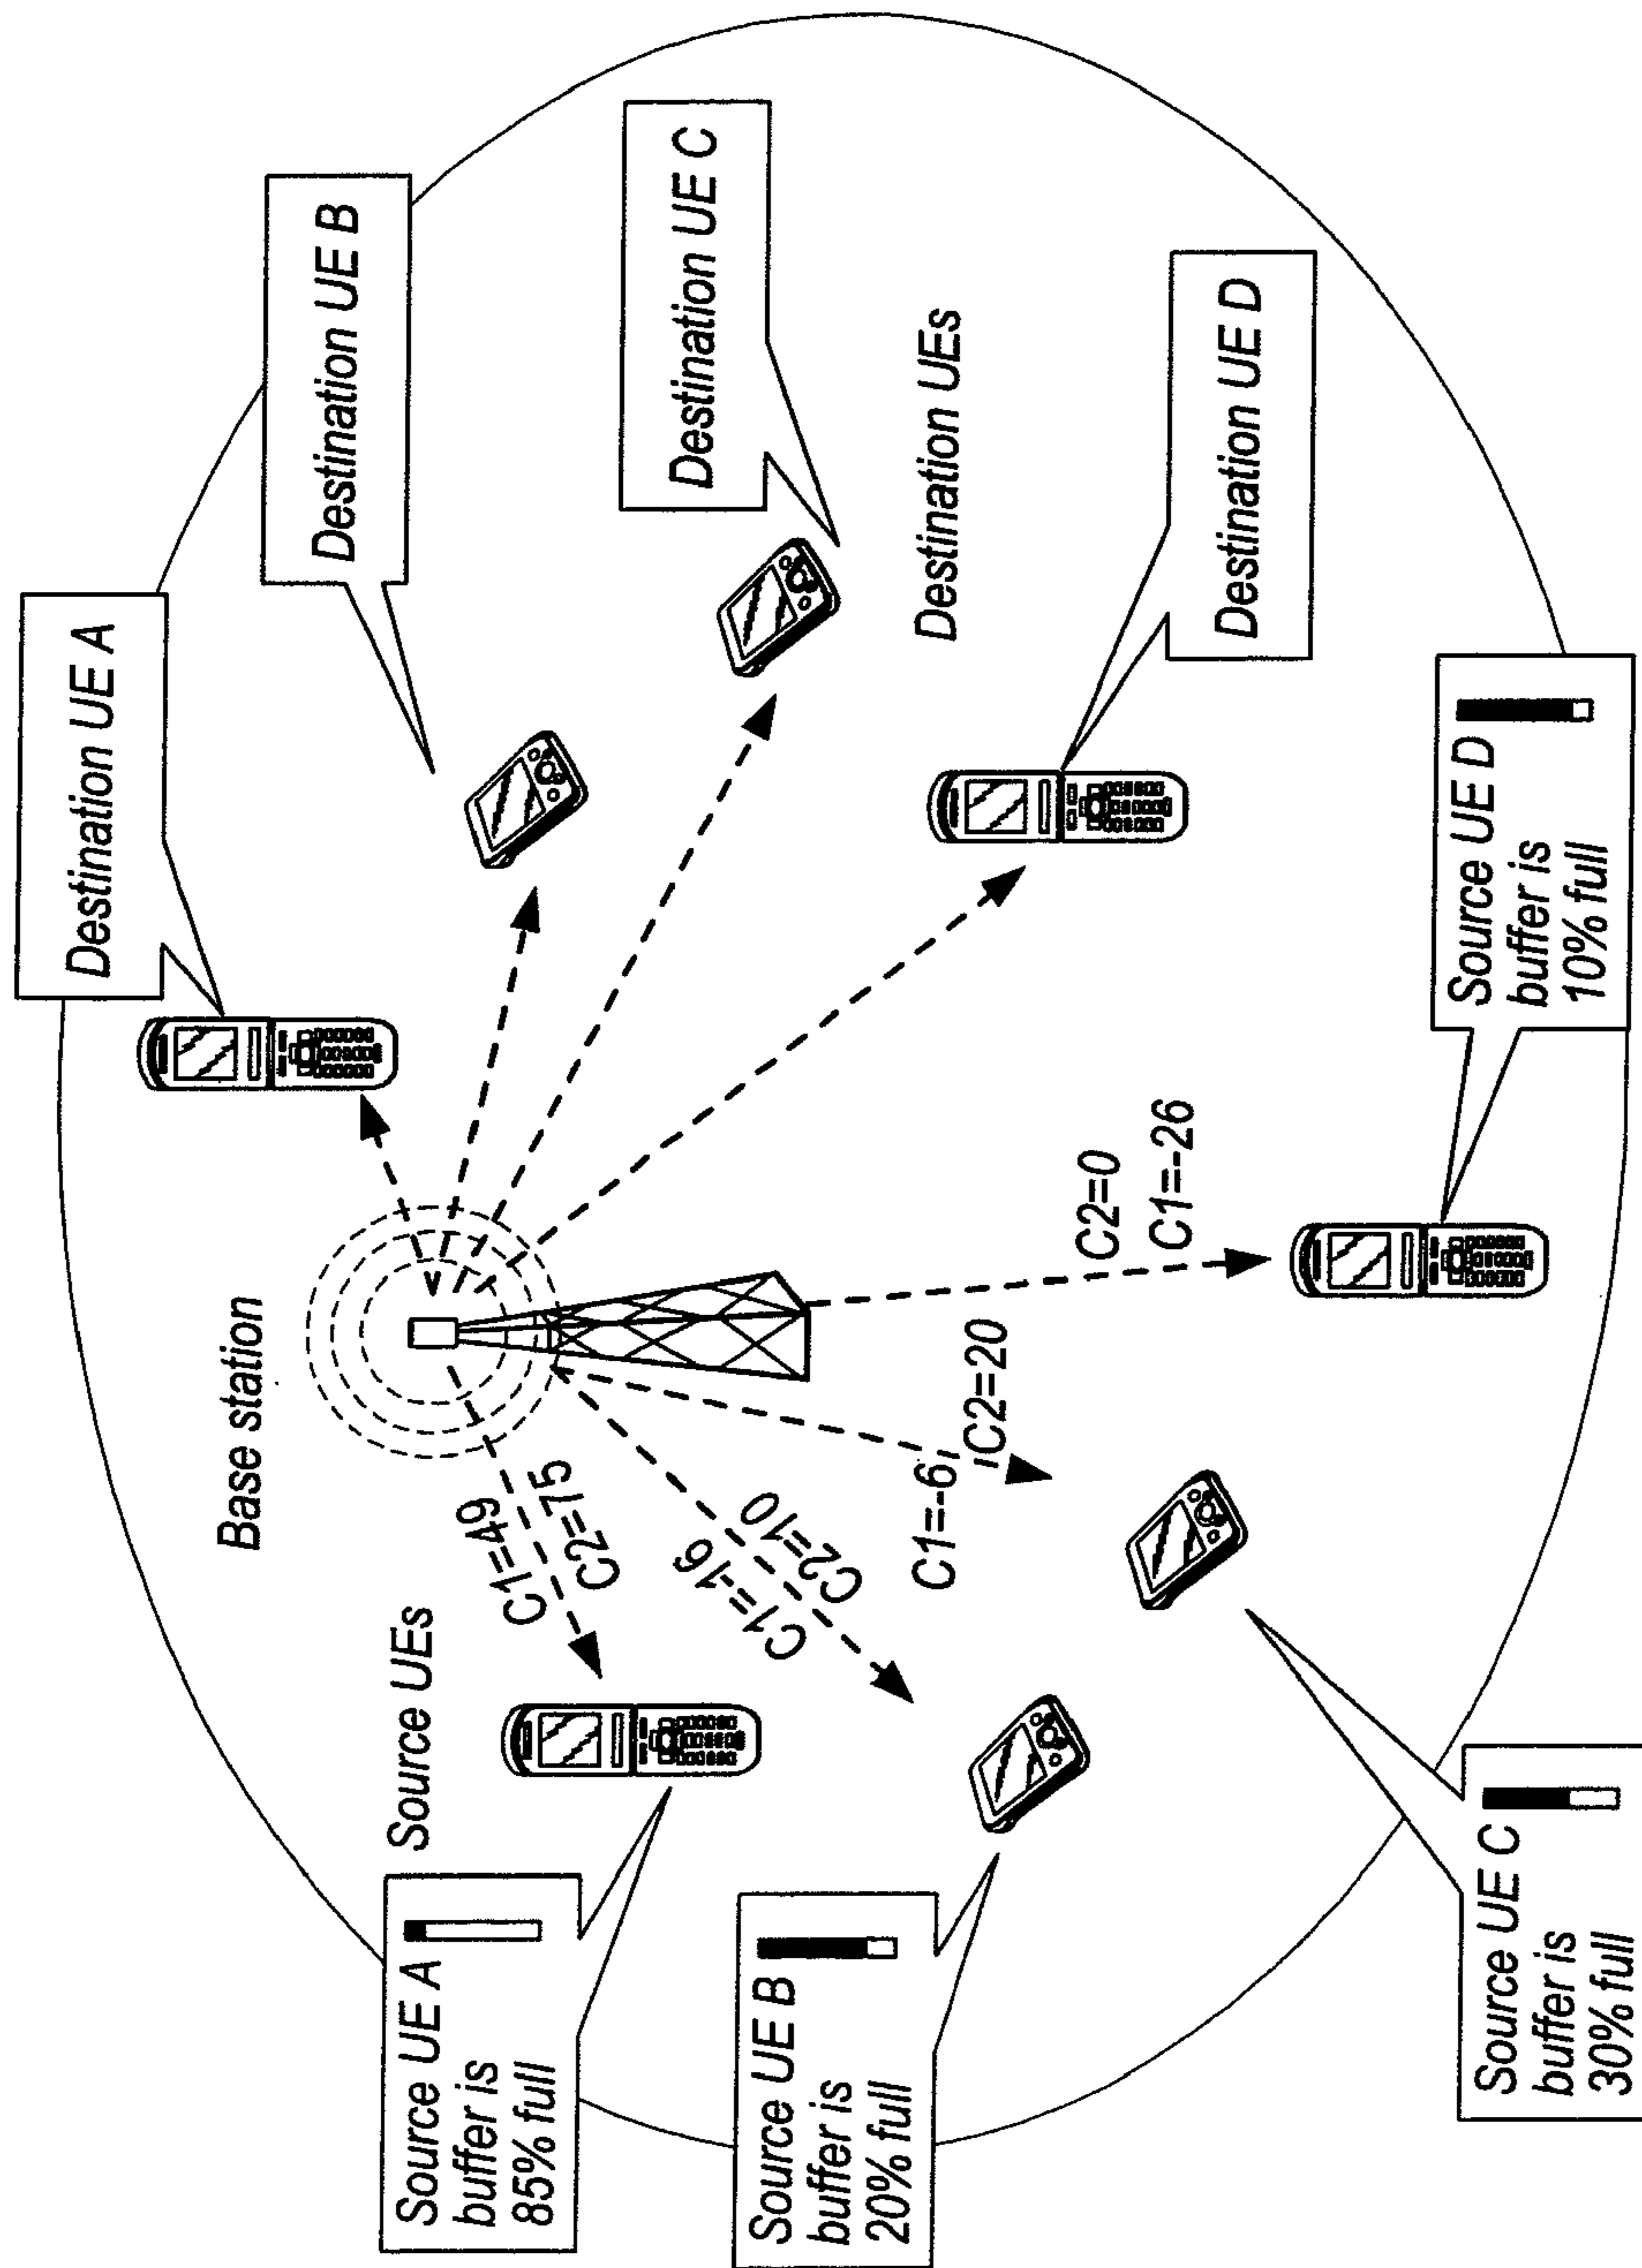 Destination UE A
Base station
Destination UE B
Source UEs
Source UE A
buffer is
85% full
C1=49
C2=75
Destination UE C
C1=-16
C2=10
Source UE B
buffer is
20% full
C1=-6
C2=20
Destination UEs
C2=0
C1=-26
Destination UE D
Source UE D
buffer is
10% full
Source UE C
buffer is
30% full